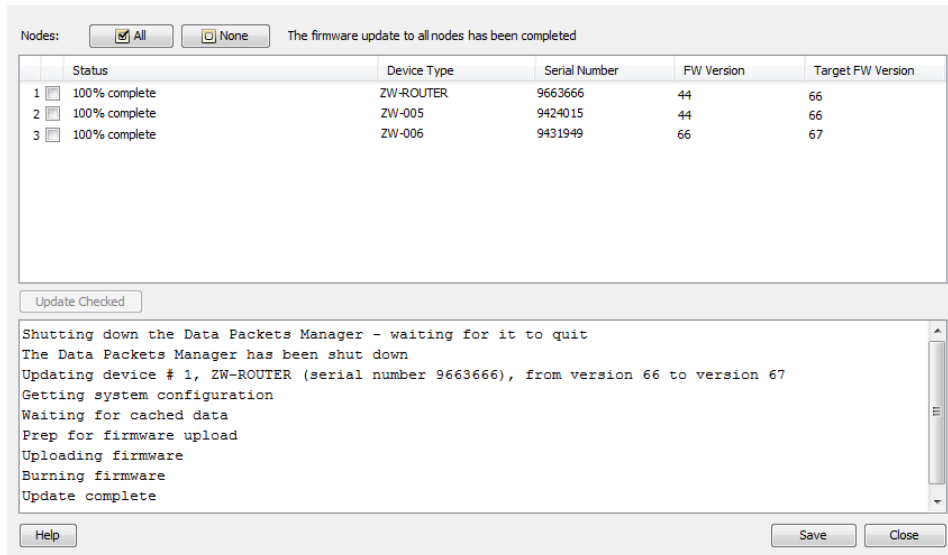 Nodes: All None The firmware update to all nodes has been completed
Status Device Type Serial Number FW Version Target FW Version
1 100% complete ZW-ROUTER 9663666 44 66
2 100% complete ZW-005 9424015 44 66
3 100% complete ZW-006 9431949 66 67
Update Checked
Shutting down the Data Packets Manager - waiting for it to quit
The Data Packets Manager has been shut down
Updating device # 1, ZW-ROUTER (serial number 9663666), from version 66 to version 67
Getting system configuration
Waiting for cached data
Prep for firmware upload
Uploading firmware
Burning firmware
Update complete
Help Save Close